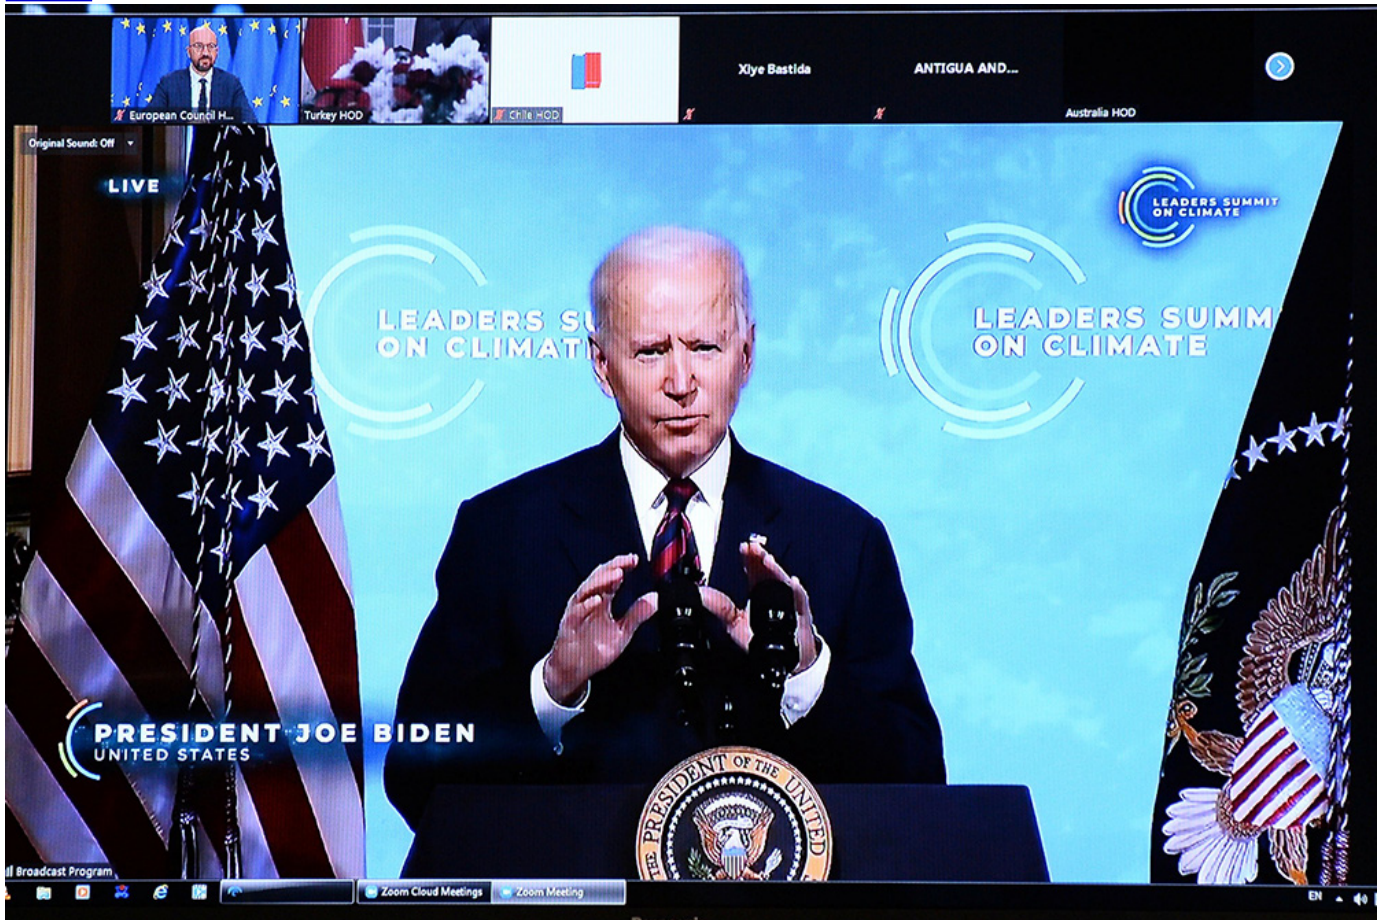 European Council H...
Turkey HOD
Chile HOD
Xiye Bastida
ANTIGUA AND...
Australia HOD
Original Sound: Off
LIVE
LEADERS SUMMIT
ON CLIMATE
LEADERS SU
ON CLIMAT
LEADERS SUMM
ON CLIMATE
PRESIDENT JOE BIDEN
UNITED STATES
THE PRESIDENT OF THE UNITED
Broadcast Program
Zoom Cloud Meetings
Zoom Meeting
EN